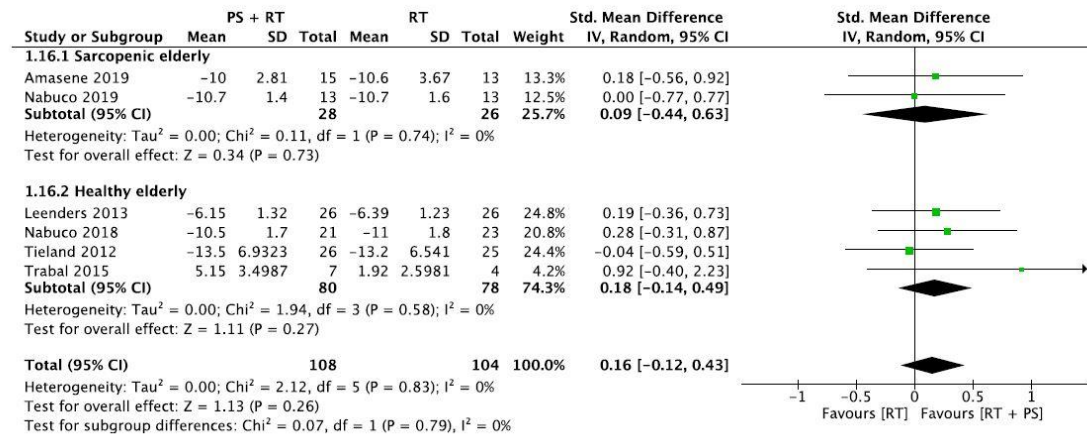 PS + RT RT Std. Mean Difference Std. Mean Difference
Study or Subgroup Mean SD Total Mean SD Total Weight IV, Random, 95% CI IV, Random, 95% CI
1.16.1 Sarcopenic elderly
Amasene 2019 -10 2.81 15 -10.6 3.67 13 13.3% 0.18 [-0.56, 0.92]
Nabuco 2019 -10.7 1.4 13 -10.7 1.6 13 12.5% 0.00 [-0.77, 0.77]
Subtotal (95% CI) 28 26 25.7% 0.09 [-0.44, 0.63]
Heterogeneity: Tau² = 0.00; Chi² = 0.11, df = 1 (P = 0.74); I² = 0%
Test for overall effect: Z = 0.34 (P = 0.73)
1.16.2 Healthy elderly
Leenders 2013 -6.15 1.32 26 -6.39 1.23 26 24.8% 0.19 [-0.36, 0.73]
Nabuco 2018 -10.5 1.7 21 -11 1.8 23 20.8% 0.28 [-0.31, 0.87]
Tieland 2012 -13.5 6.9323 26 -13.2 6.541 25 24.4% -0.04 [-0.59, 0.51]
Trabal 2015 5.15 3.4987 7 1.92 2.5981 4 4.2% 0.92 [-0.40, 2.23]
Subtotal (95% CI) 80 78 74.3% 0.18 [-0.14, 0.49]
Heterogeneity: Tau² = 0.00; Chi² = 1.94, df = 3 (P = 0.58); I² = 0%
Test for overall effect: Z = 1.11 (P = 0.27)
Total (95% CI) 108 104 100.0% 0.16 [-0.12, 0.43]
Heterogeneity: Tau² = 0.00; Chi² = 2.12, df = 5 (P = 0.83); I² = 0%
Test for overall effect: Z = 1.13 (P = 0.26)
Test for subgroup differences: Chi² = 0.07, df = 1 (P = 0.79), I² = 0%
-1 -0.5 0 0.5 1
Favours [RT] Favours [RT + PS]